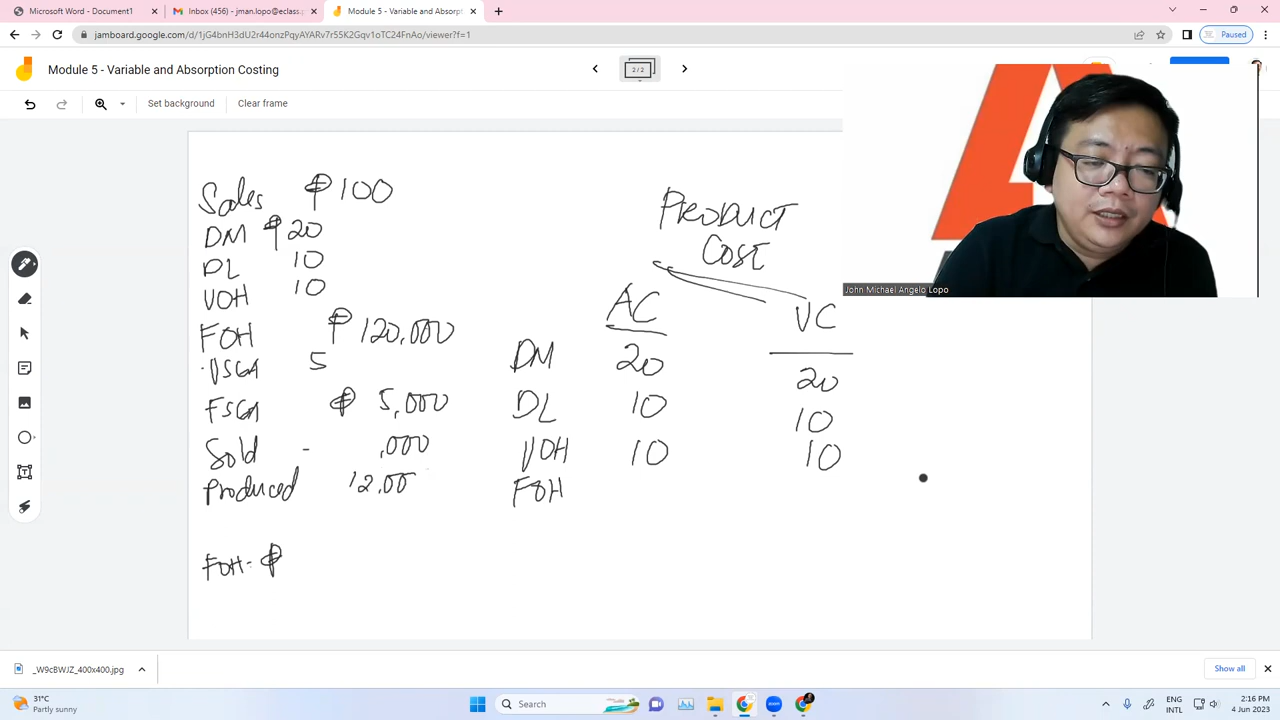 Microsoft Word - Document1
Inbox (456) - jman.lopo@eclass.p
Module 5 - Variable and Absorpt
jamboard.google.com/d/1jG4bnH3dU2r44onzPqyAYARv7rS5K2Gqv1oTC24FnAo/viewer?f=1
Paused
Module 5 - Variable and Absorption Costing
2 / 2
Set background
Clear frame
Sales ₱100
DM ₱20
DL 10
VOH 10
FOH ₱120,000
VSGA 5
FSGA ₱ 5,000
Sold - ,000
Produced 12,00
FOH = ₱
PRODUCT
COST
AC VC
DM 20 20
DL 10 10
VOH 10 10
FOH
John Michael Angelo Lopo
_W9cBWJZ_400x400.jpg
Show all
31°C
Partly sunny
Search
zoom
ENG
INTL
2:16 PM
4 Jun 2023